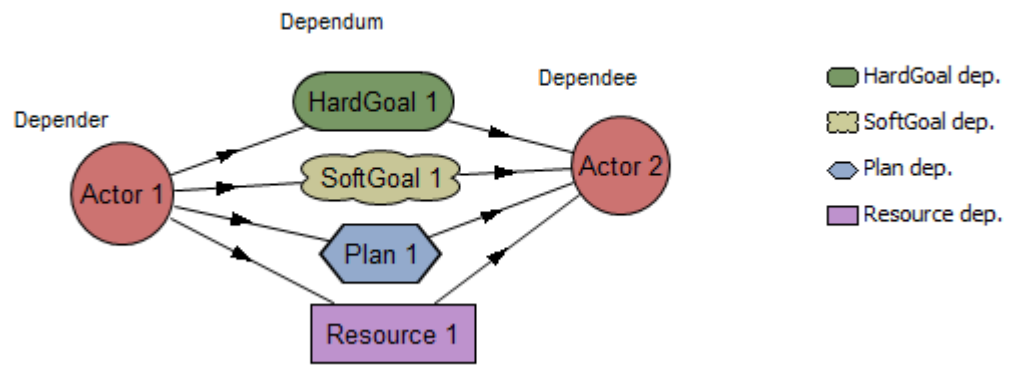 Dependum
Dependee
Depender
HardGoal 1
SoftGoal 1
Plan 1
Resource 1
Actor 1
Actor 2
HardGoal dep.
SoftGoal dep.
Plan dep.
Resource dep.